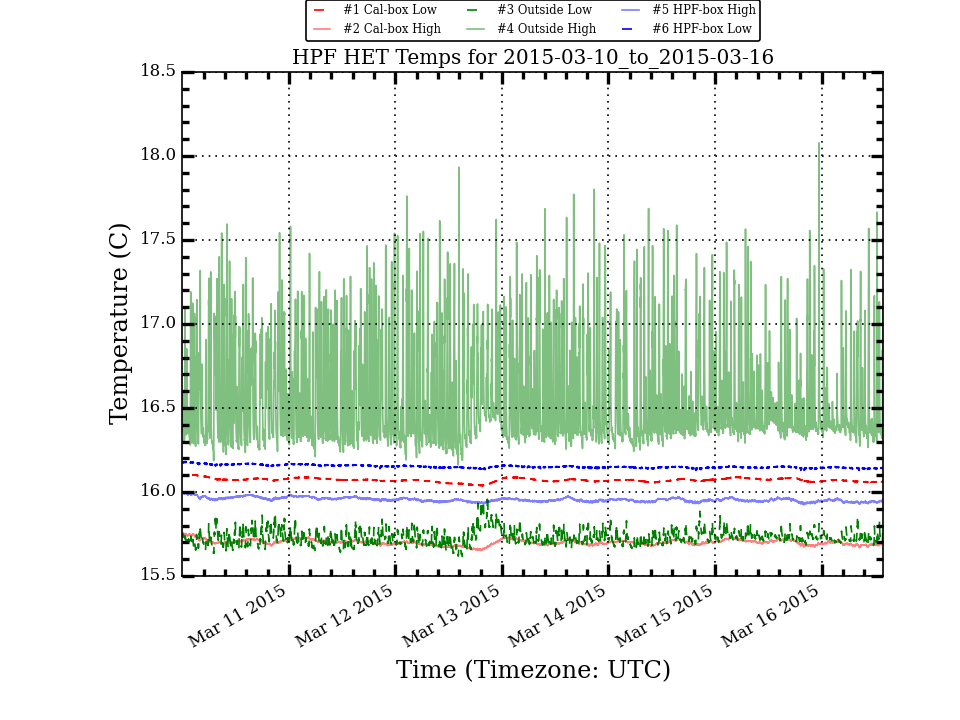 #1 Cal-box Low #3 Outside Low #5 HPF-box High
#2 Cal-box High #4 Outside High #6 HPF-box Low
HPF HET Temps for 2015-03-10_to_2015-03-16
18.5
18.0
17.5
17.0
16.5
16.0
15.5
Temperature (C)
Mar 11 2015 Mar 12 2015 Mar 13 2015 Mar 14 2015 Mar 15 2015 Mar 16 2015
Time (Timezone: UTC)